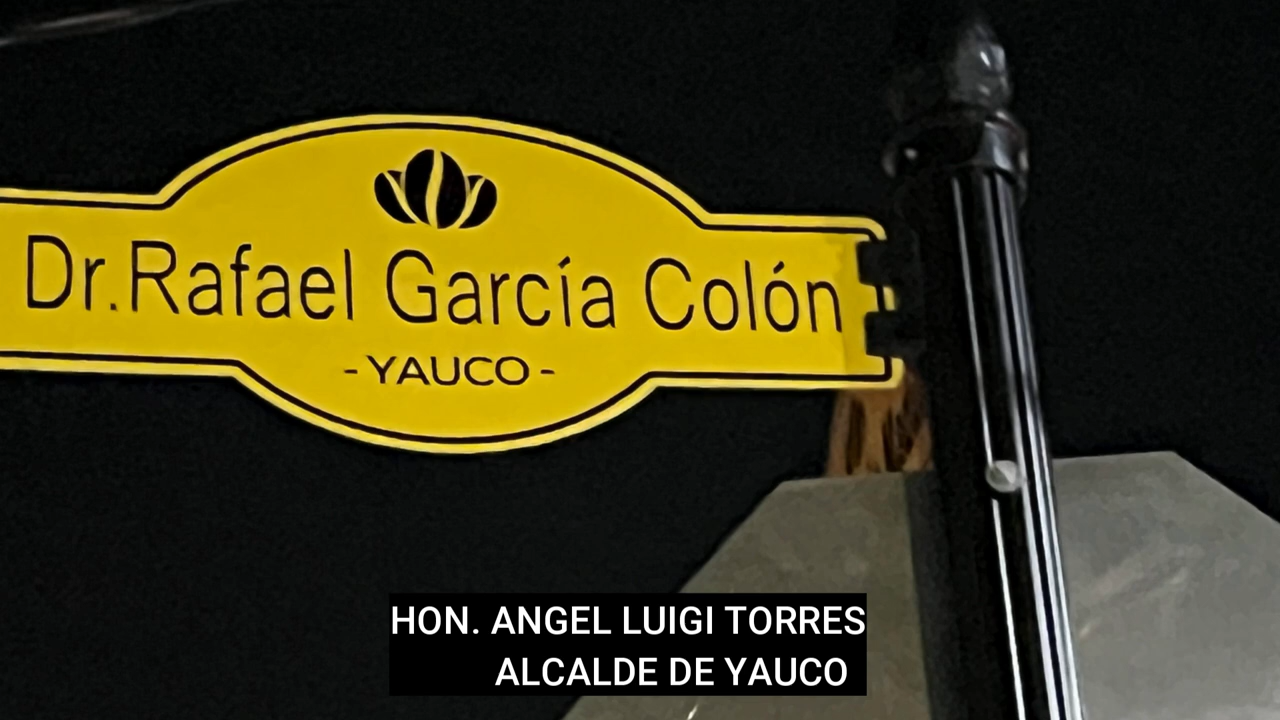 Dr.Rafael García Colón
- YAUCO -
HON. ANGEL LUIGI TORRES
ALCALDE DE YAUCO